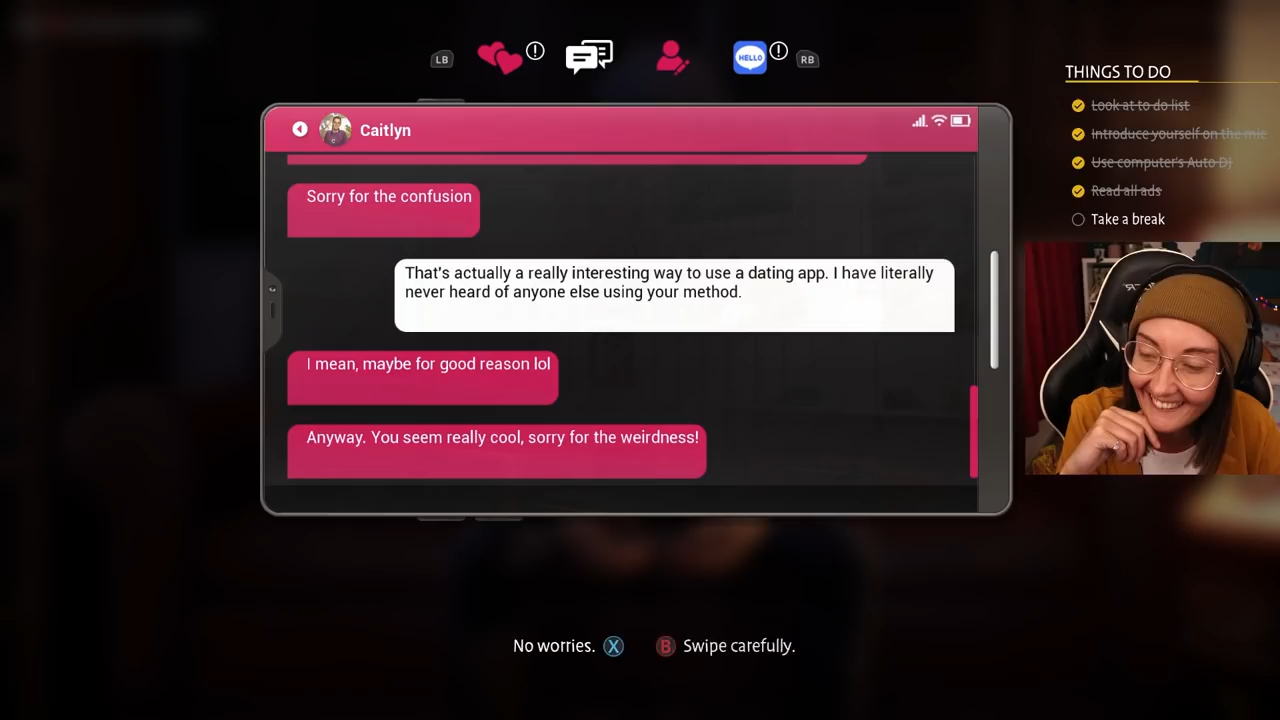 LB
HELLO
RB
THINGS TO DO
Look at to do list
Introduce yourself on the mic
Use computer's Auto DJ
Read all ads
Take a break
Caitlyn
Sorry for the confusion
That's actually a really interesting way to use a dating app. I have literally
never heard of anyone else using your method.
I mean, maybe for good reason lol
Anyway. You seem really cool, sorry for the weirdness!
No worries. X
B Swipe carefully.